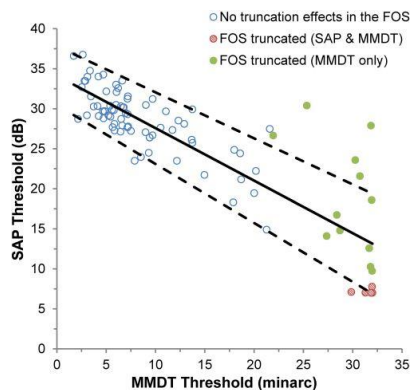 No truncation effects in the FOS
FOS truncated (SAP & MMDT)
FOS truncated (MMDT only)
40
35
30
25
20
15
10
5
0
SAP Threshold (dB)
0 5 10 15 20 25 30 35
MMDT Threshold (minarc)